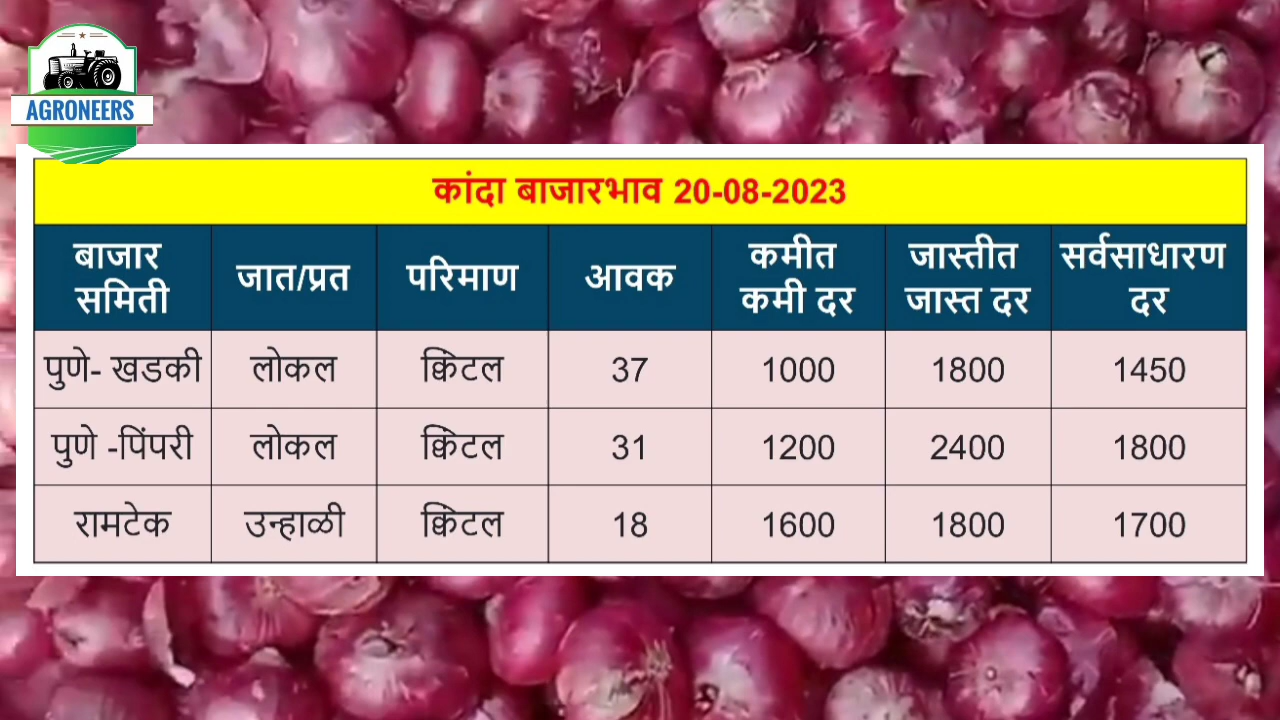 AGRONEERS
कांदा बाजारभाव 20-08-2023
बाजार समिती जात/प्रत परिमाण आवक कमीत कमी दर जास्तीत जास्त दर सर्वसाधारण दर
पुणे- खडकी लोकल क्विंटल 37 1000 1800 1450
पुणे -पिंपरी लोकल क्विंटल 31 1200 2400 1800
रामटेक उन्हाळी क्विंटल 18 1600 1800 1700